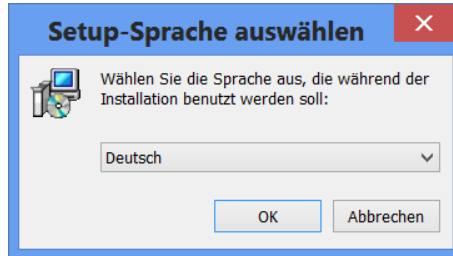 Setup-Sprache auswählen
Wählen Sie die Sprache aus, die während der
Installation benutzt werden soll:
Deutsch
OK
Abbrechen